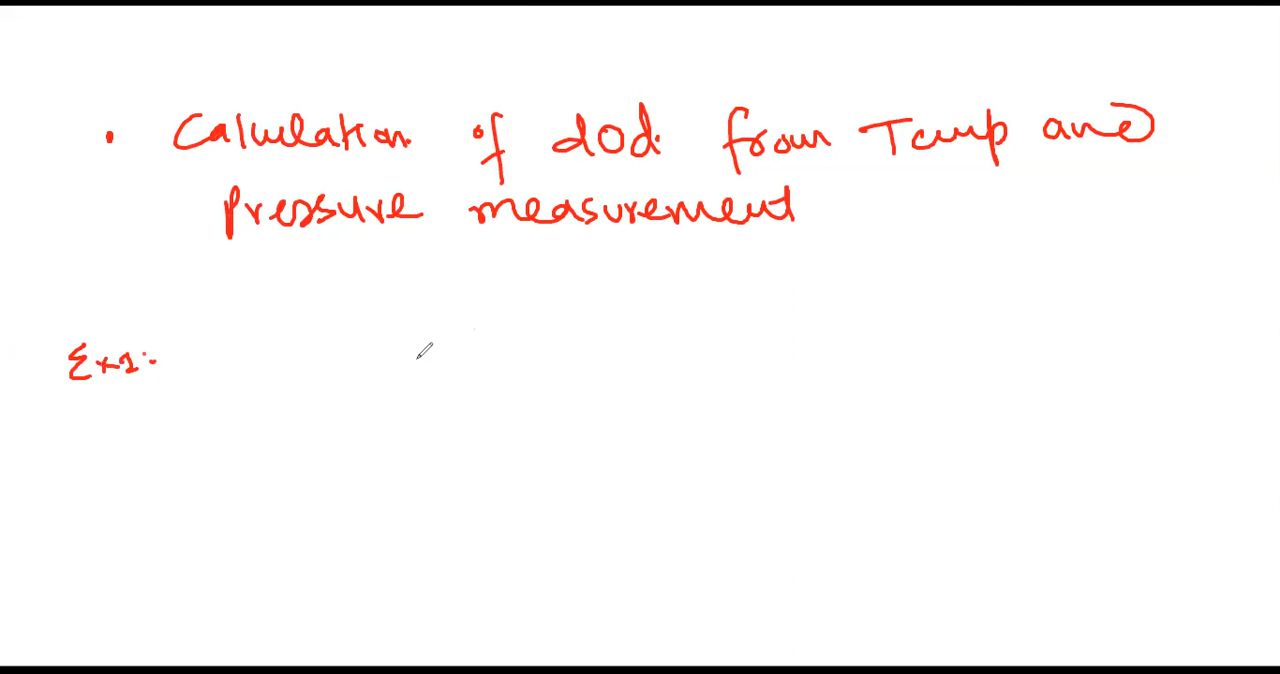 • Calculation of dod from Temp and
pressure measurement
Ex1:-